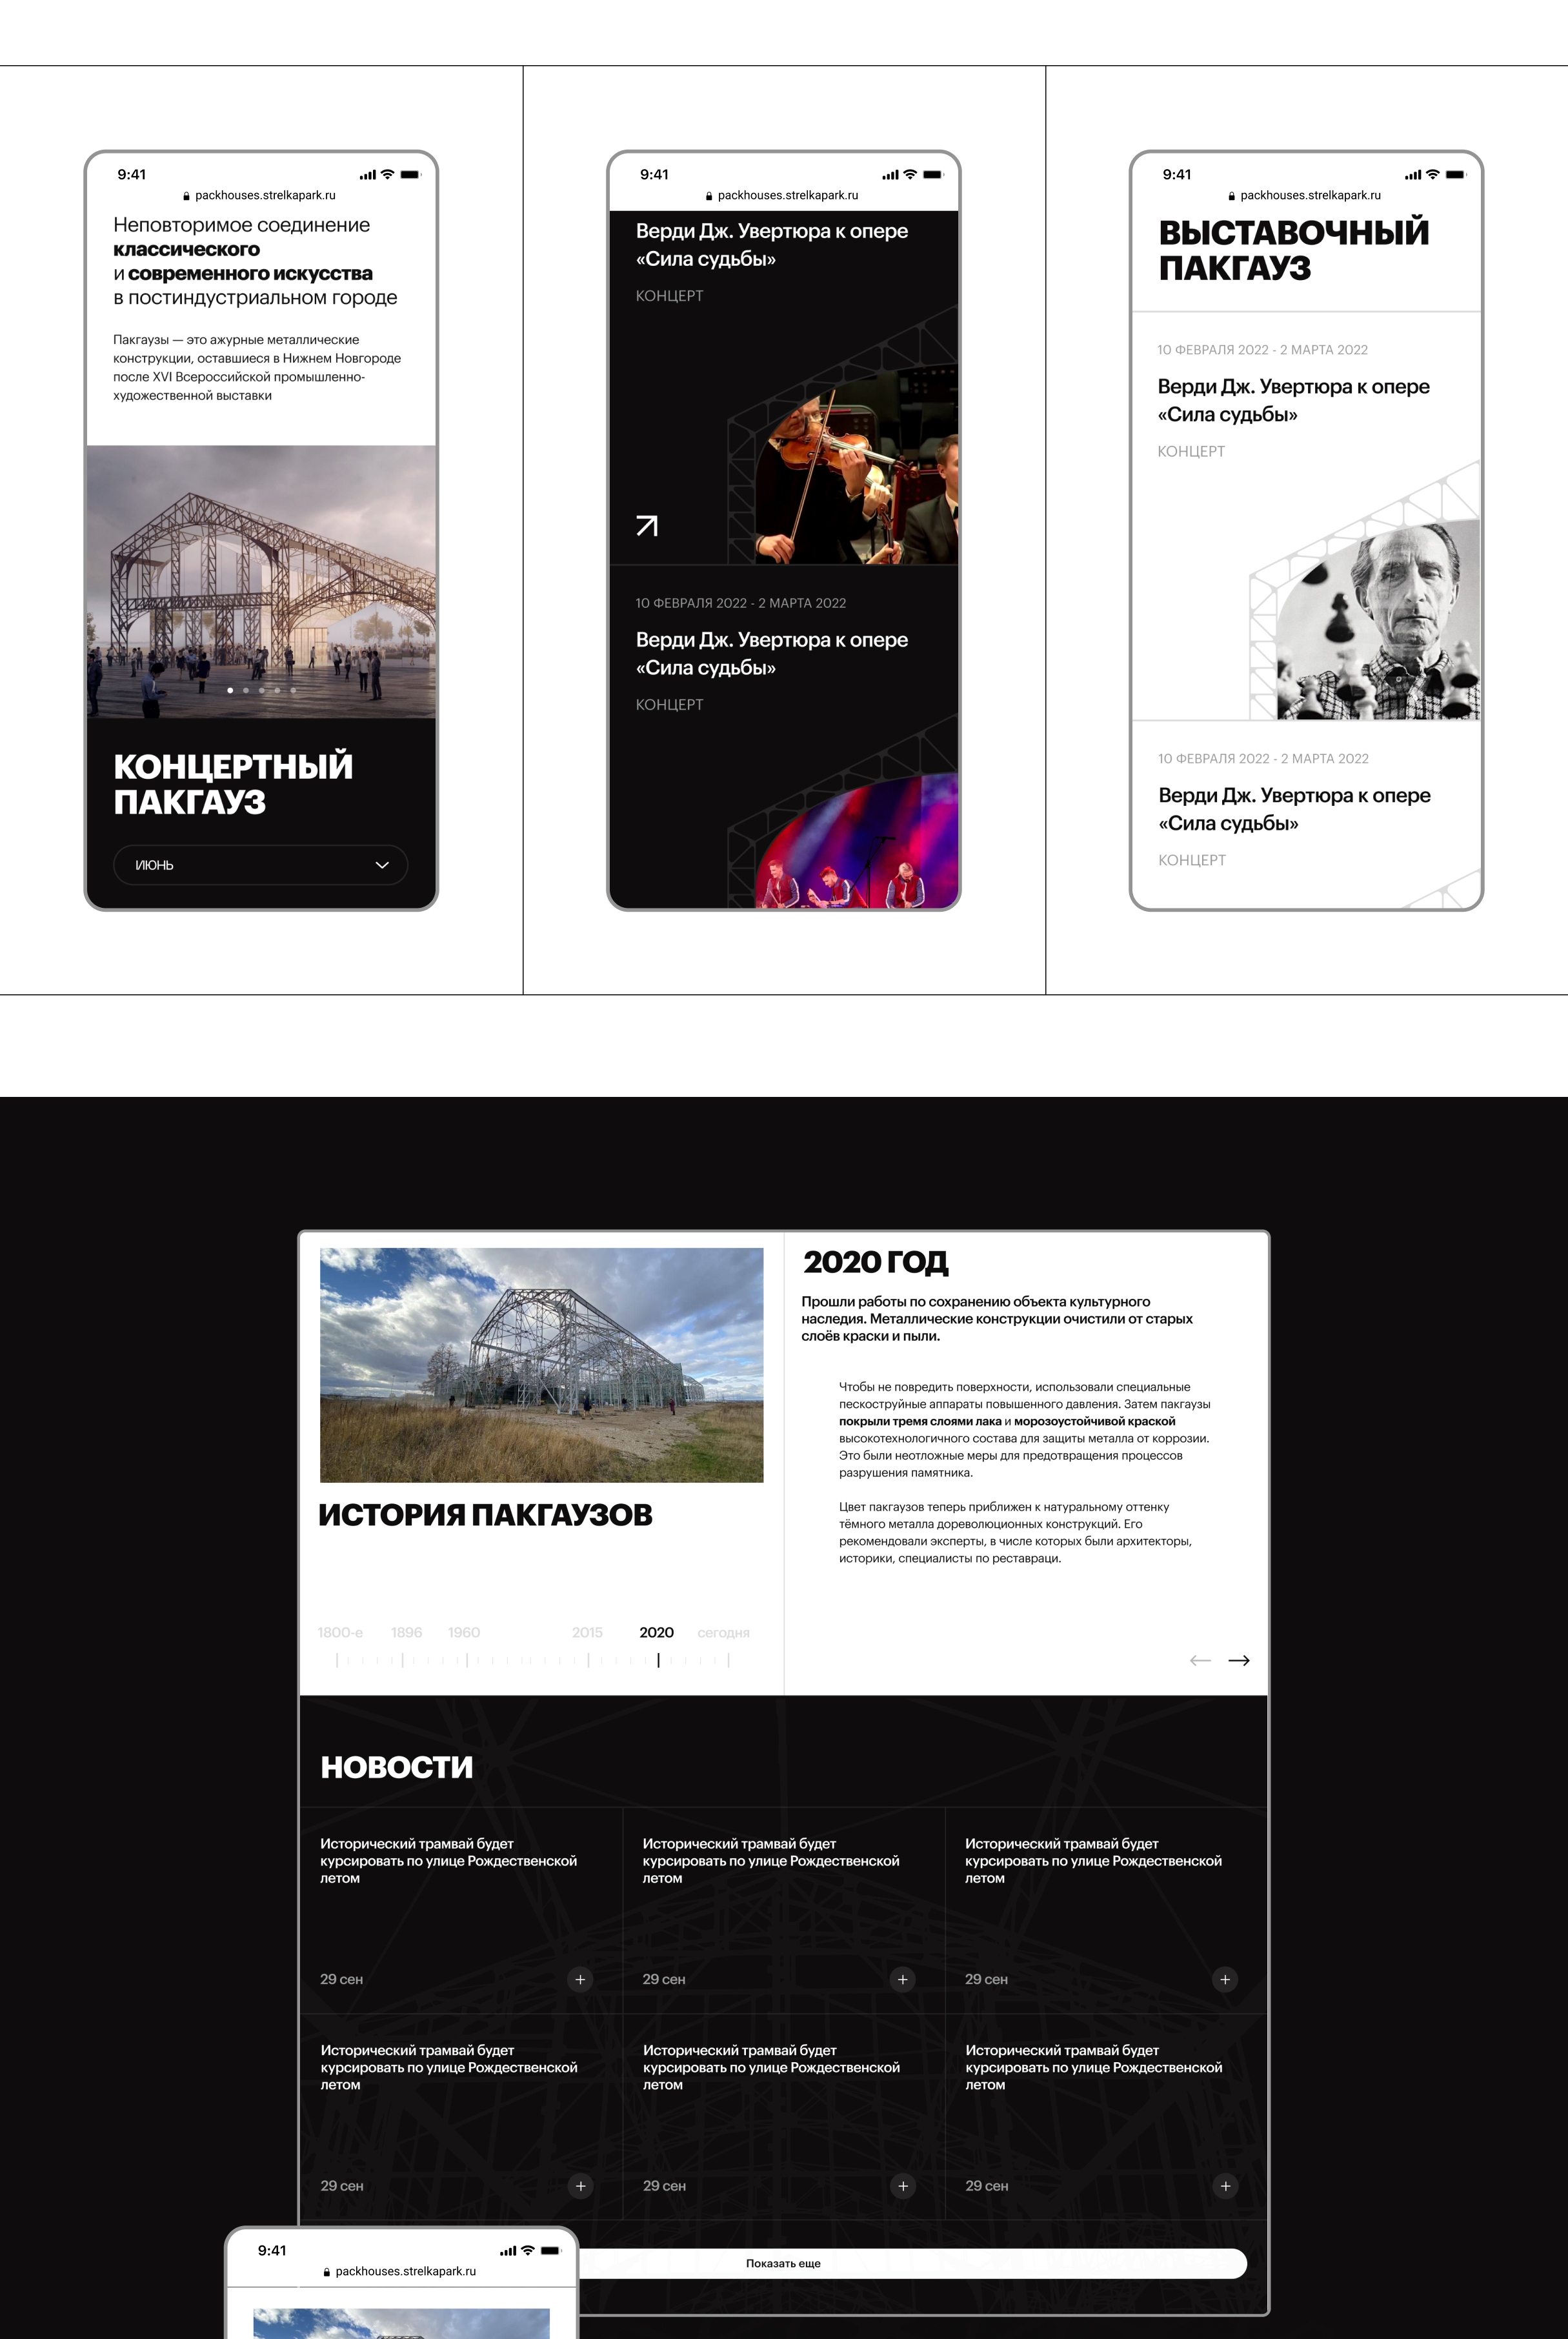 9:41
packhouses.strelkapark.ru
Неповторимое соединение
классического
и современного искусства
в постиндустриальном городе
Пакгаузы — это ажурные металлические
конструкции, оставшиеся в Нижнем Новгороде
после XVI Всероссийской промышленно-
художественной выставки
КОНЦЕРТНЫЙ
ПАКГАУЗ
ИЮНЬ
9:41
packhouses.strelkapark.ru
Верди Дж. Увертюра к опере
«Сила судьбы»
КОНЦЕРТ
10 ФЕВРАЛЯ 2022 - 2 МАРТА 2022
Верди Дж. Увертюра к опере
«Сила судьбы»
КОНЦЕРТ
9:41
packhouses.strelkapark.ru
ВЫСТАВОЧНЫЙ
ПАКГАУЗ
10 ФЕВРАЛЯ 2022 - 2 МАРТА 2022
Верди Дж. Увертюра к опере
«Сила судьбы»
КОНЦЕРТ
10 ФЕВРАЛЯ 2022 - 2 МАРТА 2022
Верди Дж. Увертюра к опере
«Сила судьбы»
КОНЦЕРТ
ИСТОРИЯ ПАКГАУЗОВ
1800-е 1896 1960 2015 2020 сегодня
2020 ГОД
Прошли работы по сохранению объекта культурного
наследия. Металлические конструкции очистили от старых
слоёв краски и пыли.
Чтобы не повредить поверхности, использовали специальные
пескоструйные аппараты повышенного давления. Затем пакгаузы
покрыли тремя слоями лака и морозоустойчивой краской
высокотехнологичного состава для защиты металла от коррозии.
Это были неотложные меры для предотвращения процессов
разрушения памятника.
Цвет пакгаузов теперь приближен к натуральному оттенку
тёмного металла дореволюционных конструкций. Его
рекомендовали эксперты, в числе которых были архитекторы,
историки, специалисты по реставраци.
НОВОСТИ
Исторический трамвай будет
курсировать по улице Рождественской
летом
29 сен
Исторический трамвай будет
курсировать по улице Рождественской
летом
29 сен
Исторический трамвай будет
курсировать по улице Рождественской
летом
29 сен
Исторический трамвай будет
курсировать по улице Рождественской
летом
29 сен
Исторический трамвай будет
курсировать по улице Рождественской
летом
29 сен
Исторический трамвай будет
курсировать по улице Рождественской
летом
29 сен
Показать еще
9:41
packhouses.strelkapark.ru